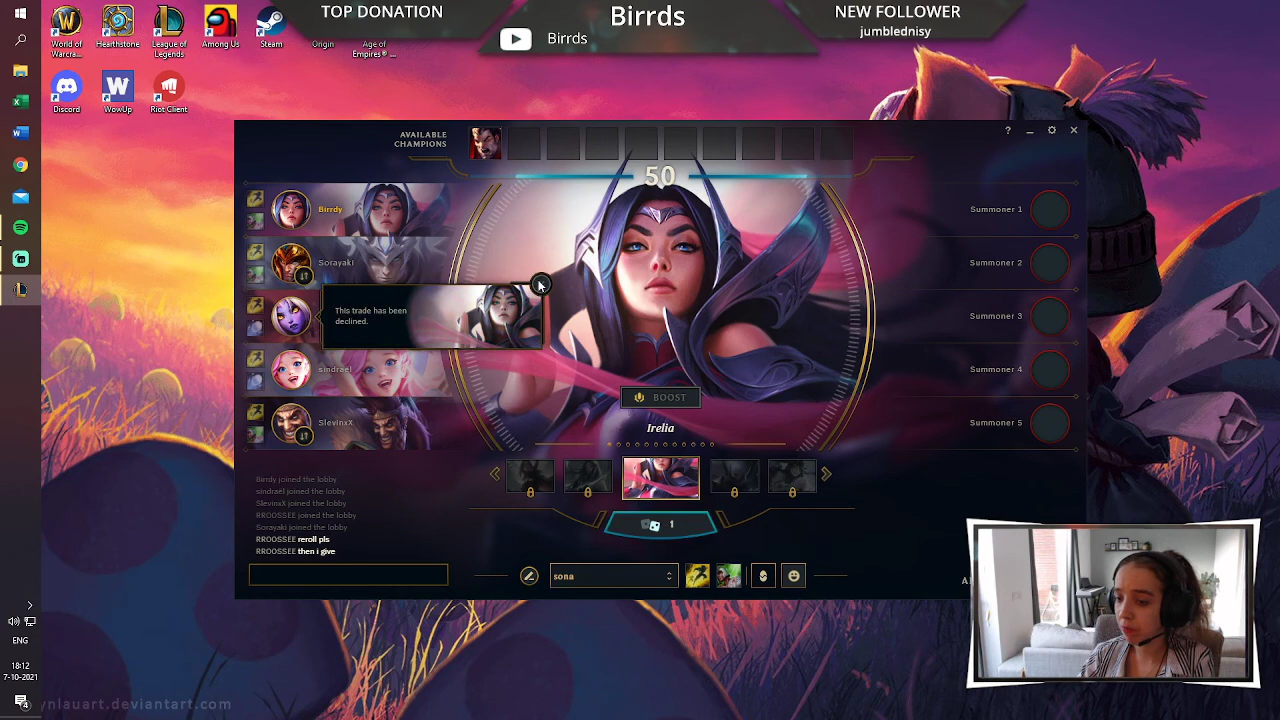 TOP DONATION
Birrds
Birrds
NEW FOLLOWER
jumblednisy
World of
Warcra...
Hearthstone
League of
Legends
Among Us
Steam
Origin
Age of
Empires ® ...
Discord
WowUp
Riot Client
AVAILABLE
CHAMPIONS
50
Birrdy
Sorayaki
This trade has been
declined.
sindraël
SlevinxX
Summoner 1
Summoner 2
Summoner 3
Summoner 4
Summoner 5
BOOST
Irelia
1
Birrdy joined the lobby
sindraël joined the lobby
SlevinxX joined the lobby
RROOSSEE joined the lobby
Sorayaki joined the lobby
RROOSSEE reroll pls
RROOSSEE then i give
sona
ENG
18:12
7-10-2021
4
ynlauart.deviantart.com